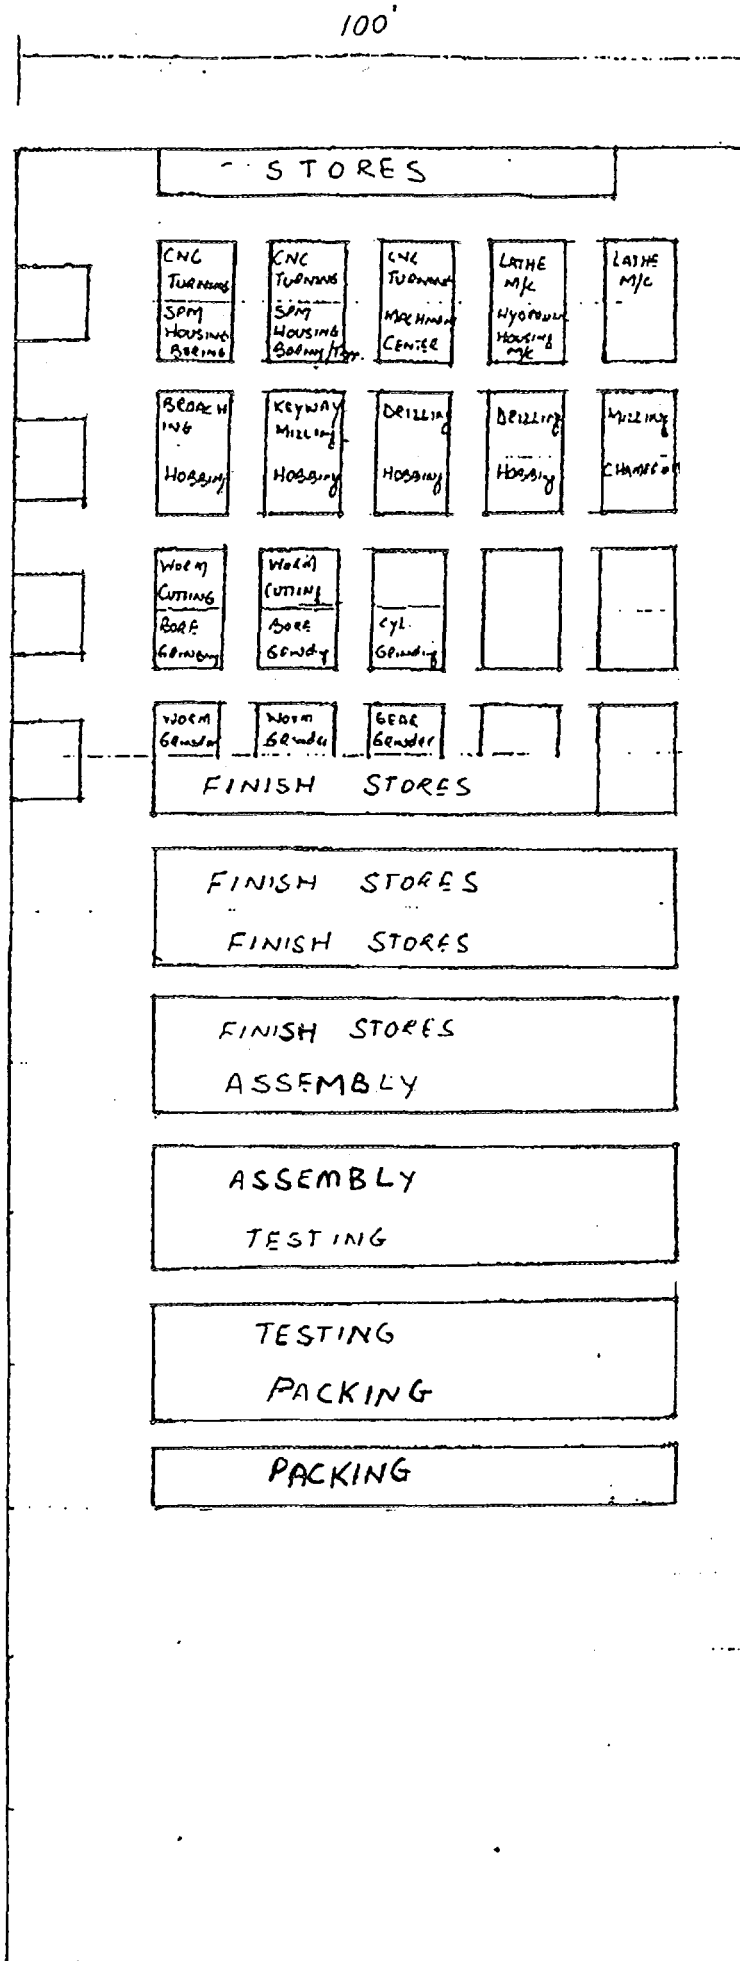 100'
STORES
CNC
TURNING
SPM
HOUSING
BORING
CNC
TURNING
SPM
HOUSING
BORING/
CNC
TURNING
MACHINING
CENTER
LATHE
M/C
HOUSING
M/C
LATHE
M/C
BROACH
ING
HOBBING
KEYWAY
MILLING
HOBBING
DRILLING
HOBBING
DRILLING
HOBBING
MILLING
WORM
CUTTING
BORE
GRINDING
WORM
CUTTING
BORE
GRINDING
CYL.
GRINDING
WORM
GRINDER
WORM
GRINDER
GEAR
GRINDER
FINISH STORES
FINISH STORES
FINISH STORES
FINISH STORES
ASSEMBLY
ASSEMBLY
TESTING
TESTING
PACKING
PACKING